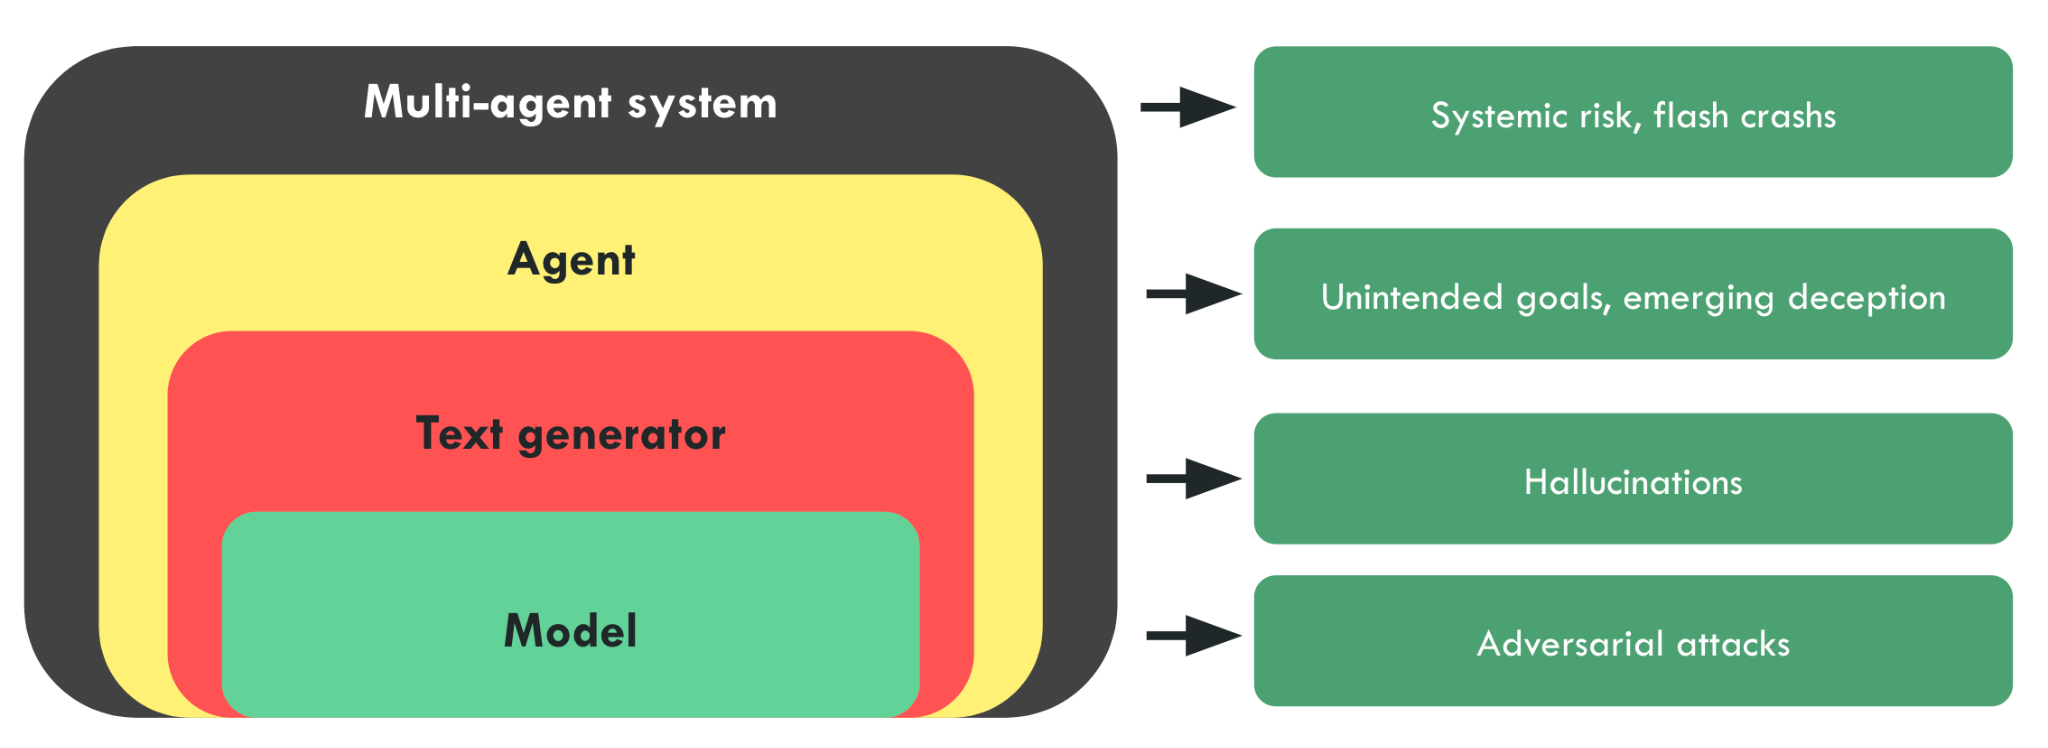 Multi-agent system
Systemic risk, flash crashs
Agent
Unintended goals, emerging deception
Text generator
Hallucinations
Model
Adversarial attacks